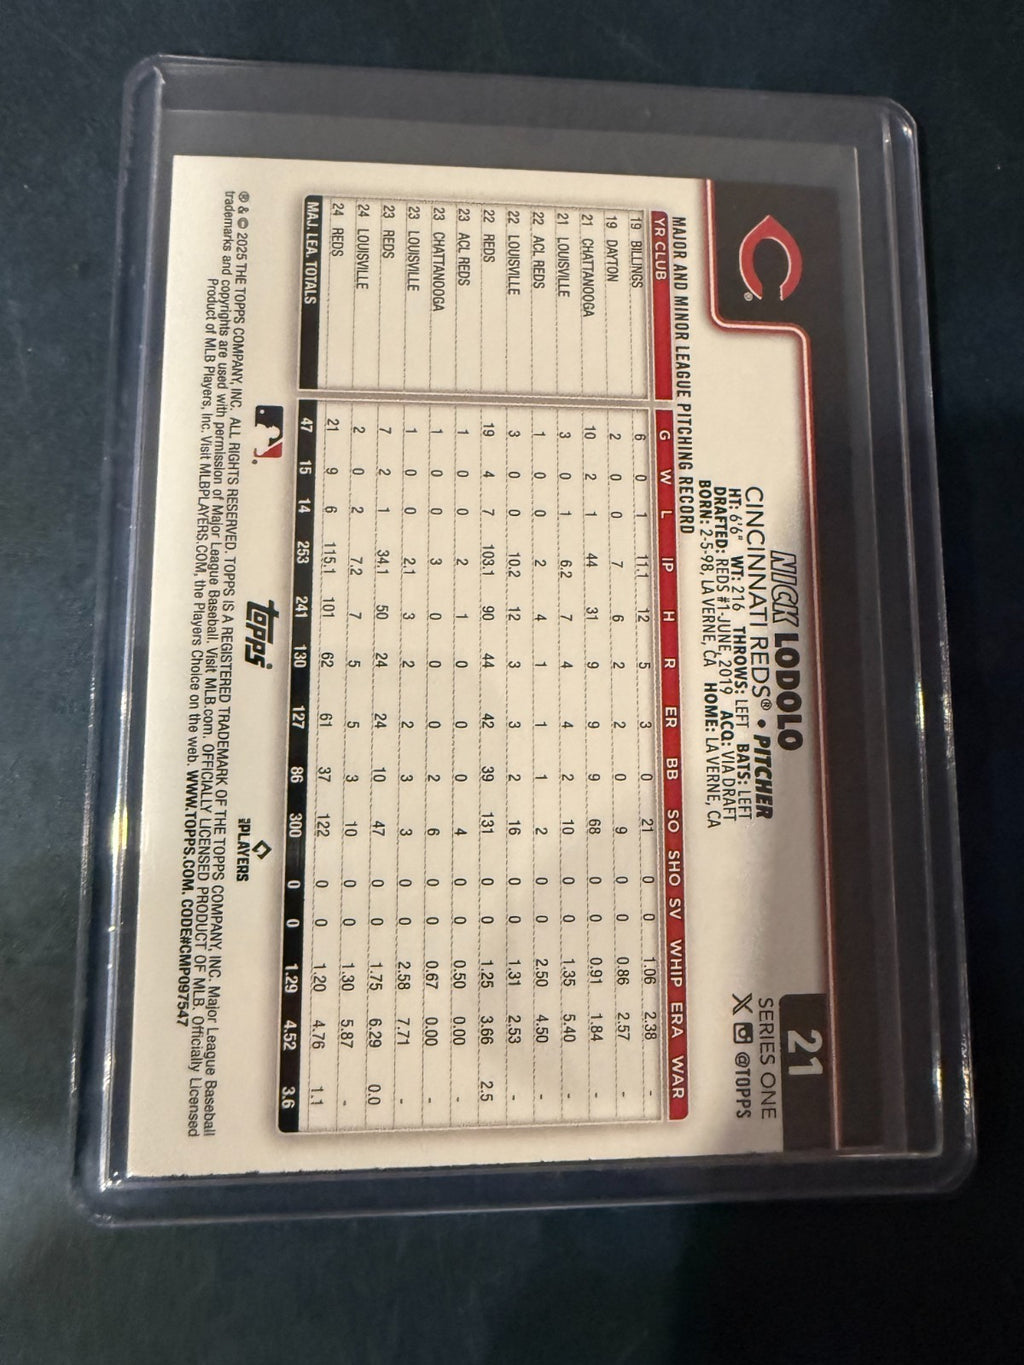 21
SERIES ONE
@TOPPS
NICK LODOLO
CINCINNATI REDS® • PITCHER
HT: 6'6" WT: 216 THROWS: LEFT BATS: LEFT
DRAFTED: REDS #1-JUNE, 2019 ACQ: VIA DRAFT
BORN: 2-5-98, LA VERNE, CA HOME: LA VERNE, CA
MAJOR AND MINOR LEAGUE PITCHING RECORD
YR CLUB G W L IP H R ER BB SO SHO SV WHIP ERA WAR
19 BILLINGS 6 0 1 11.1 12 5 3 0 21 0 0 1.06 2.38 -
19 DAYTON 2 0 0 7 6 2 2 0 9 0 0 0.86 2.57 -
21 CHATTANOOGA 10 2 1 44 31 9 9 9 68 0 0 0.91 1.84 -
21 LOUISVILLE 3 0 1 6.2 7 4 4 2 10 0 0 1.35 5.40 -
22 ACL REDS 1 0 0 2 4 1 1 1 2 0 0 2.50 4.50 -
22 LOUISVILLE 3 0 0 10.2 12 3 3 2 16 0 0 1.31 2.53 -
22 REDS 19 4 7 103.1 90 44 42 39 131 0 0 1.25 3.66 2.5
23 ACL REDS 1 0 0 2 1 0 0 0 4 0 0 0.50 0.00 -
23 CHATTANOOGA 1 0 0 3 0 0 0 2 6 0 0 0.67 0.00 -
23 LOUISVILLE 1 0 0 2.1 3 2 2 3 3 0 0 2.58 7.71 -
23 REDS 7 2 1 34.1 50 24 24 10 47 0 0 1.75 6.29 0.0
24 LOUISVILLE 2 0 2 7.2 7 5 5 3 10 0 0 1.30 5.87 -
24 REDS 21 9 6 115.1 101 62 61 37 122 0 0 1.20 4.76 1.1
MAJ. LEA. TOTALS 47 15 14 253 241 130 127 86 300 0 0 1.29 4.52 3.6
topps
PLAYERS
® & © 2025 THE TOPPS COMPANY, INC. ALL RIGHTS RESERVED. TOPPS IS A REGISTERED TRADEMARK OF THE TOPPS COMPANY, INC. Major League Baseball
trademarks and copyrights are used with permission of Major League Baseball. Visit MLB.com. OFFICIALLY LICENSED PRODUCT OF MLB. Officially Licensed
Product of MLB Players, Inc. Visit MLBPLAYERS.COM, the Players Choice on the web. WWW.TOPPS.COM. CODE#CMP097547